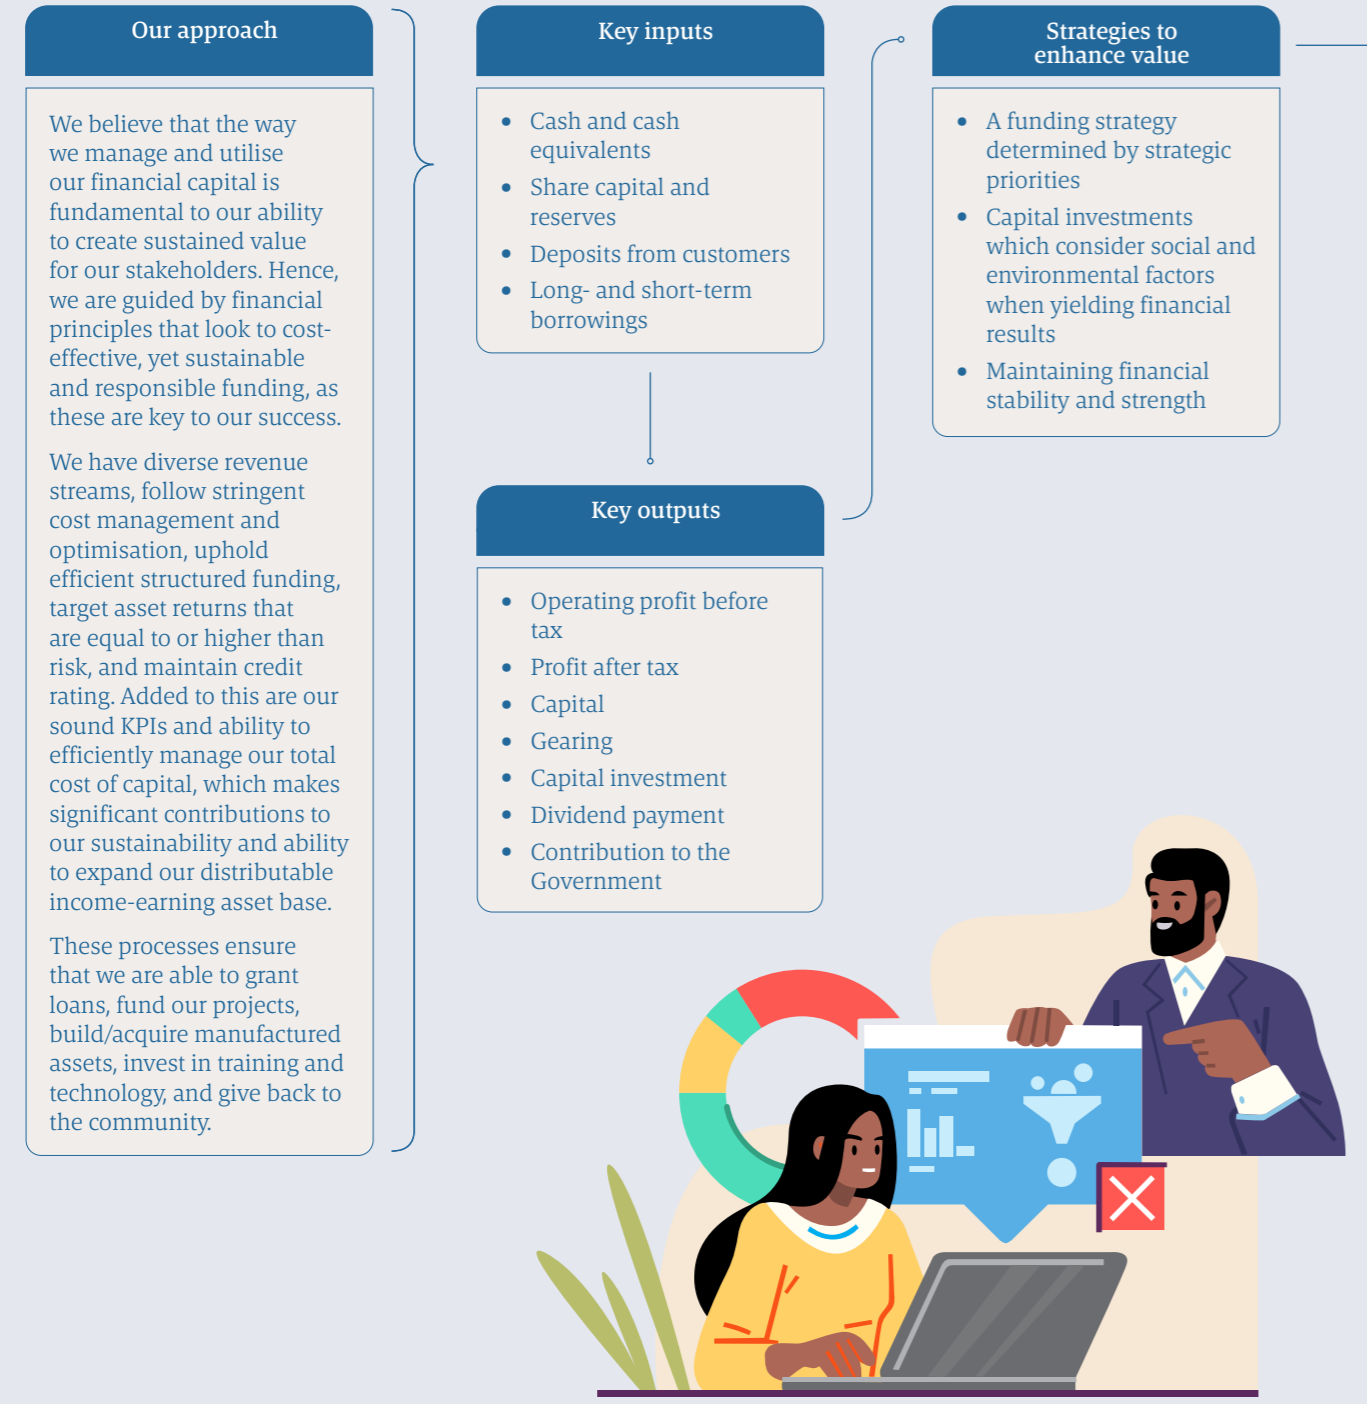 Our approach
We believe that the way
we manage and utilise
our financial capital is
fundamental to our ability
to create sustained value
for our stakeholders. Hence,
we are guided by financial
principles that look to cost-
effective, yet sustainable
and responsible funding, as
these are key to our success.
We have diverse revenue
streams, follow stringent
cost management and
optimisation, uphold
efficient structured funding,
target asset returns that
are equal to or higher than
risk, and maintain credit
rating. Added to this are our
sound KPIs and ability to
efficiently manage our total
cost of capital, which makes
significant contributions to
our sustainability and ability
to expand our distributable
income-earning asset base.
These processes ensure
that we are able to grant
loans, fund our projects,
build/acquire manufactured
assets, invest in training and
technology, and give back to
the community.
Key inputs
• Cash and cash
equivalents
• Share capital and
reserves
• Deposits from customers
• Long- and short-term
borrowings
Key outputs
• Operating profit before
tax
• Profit after tax
• Capital
• Gearing
• Capital investment
• Dividend payment
• Contribution to the
Government
Strategies to
enhance value
• A funding strategy
determined by strategic
priorities
• Capital investments
which consider social and
environmental factors
when yielding financial
results
• Maintaining financial
stability and strength